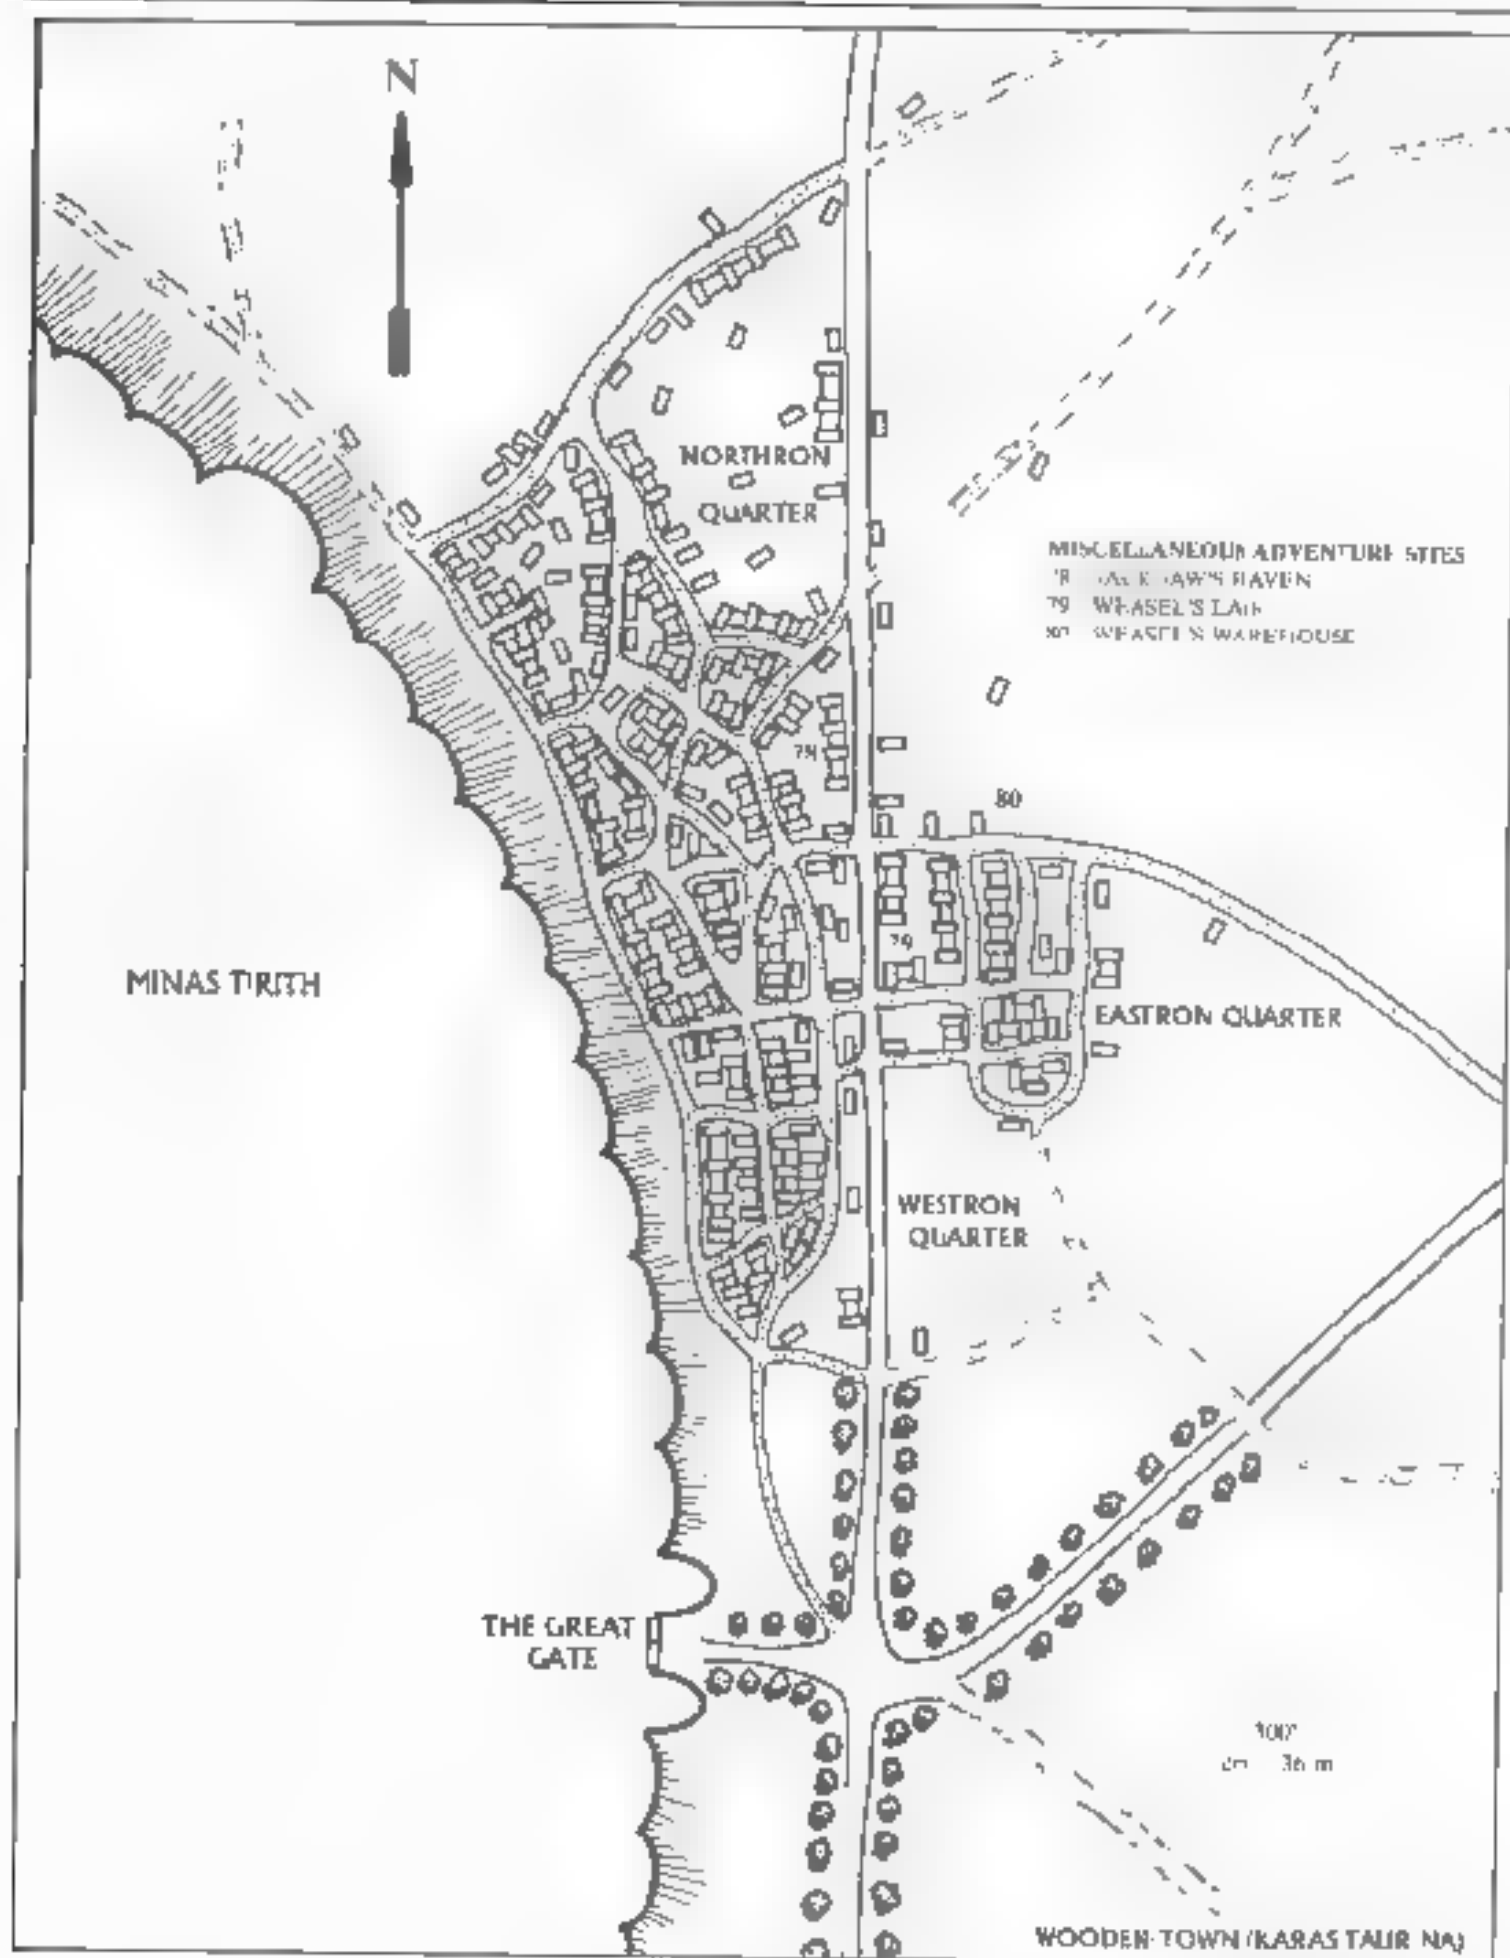 N
NORTHRON
QUARTER
MISCELLANEOUS ADVENTURE SITES
79 WEASEL'S LAIR
WEASEL'S WAREHOUSE
80
79
MINAS TIRITH
EASTRON QUARTER
WESTRON
QUARTER
THE GREAT
GATE
36 m
WOODEN TOWN (KARAS TAUR NA)